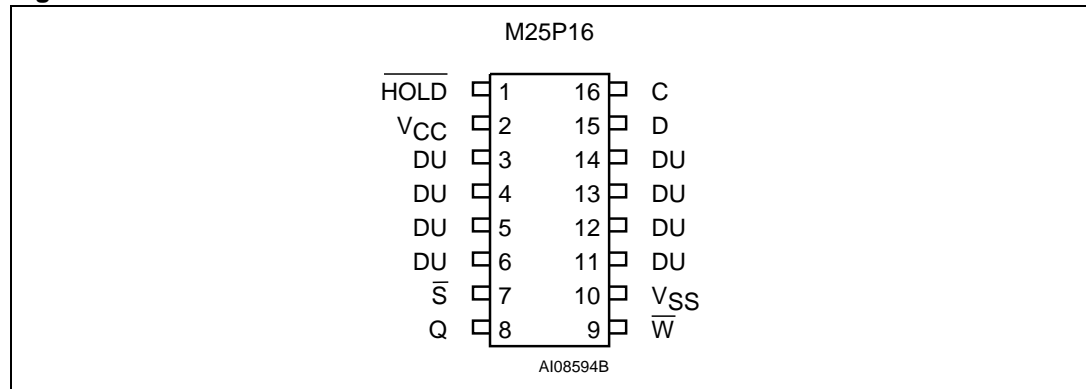 M25P16
HOLD 1 16 C
VCC 2 15 D
DU 3 14 DU
DU 4 13 DU
DU 5 12 DU
DU 6 11 DU
S 7 10 VSS
Q 8 9 W
AI08594B